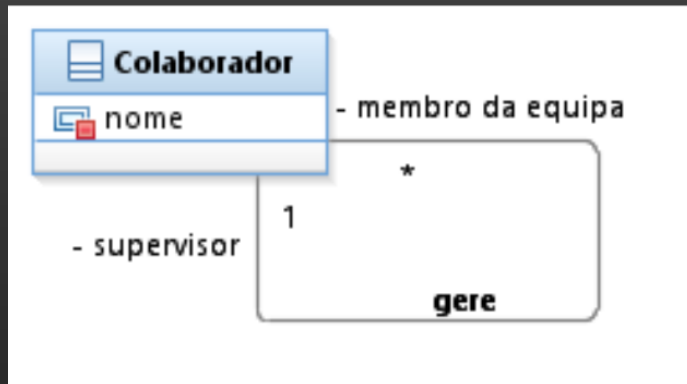 Colaborador
nome
- membro da equipa
*
1
- supervisor
gere